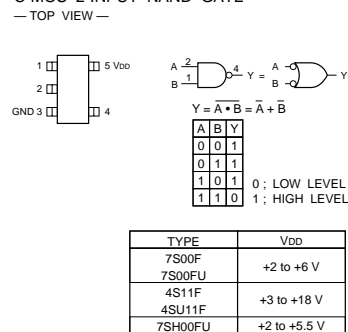 C-MOS 2-INPUT NAND GATE
— TOP VIEW —
1
5 VDD
2
GND 3
4
A 2
B 1
4 Y = A
B
Y
Y = A • B = A + B
A B Y
0 0 1
0 1 1
1 0 1
1 1 0
0 ; LOW LEVEL
1 ; HIGH LEVEL
TYPE VDD
7S00F
7S00FU
+2 to +6 V
4S11F
4SU11F
+3 to +18 V
7SH00FU +2 to +5.5 V